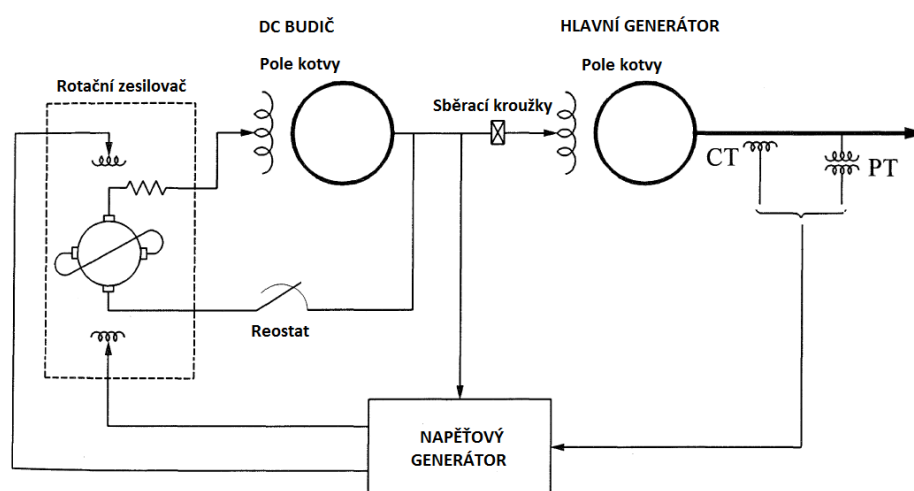 DC BUDIČ
HLAVNÍ GENERÁTOR
Pole kotvy
Pole kotvy
Rotační zesilovač
Sběrací kroužky
CT
PT
Reostat
NAPĚŤOVÝ
GENERÁTOR